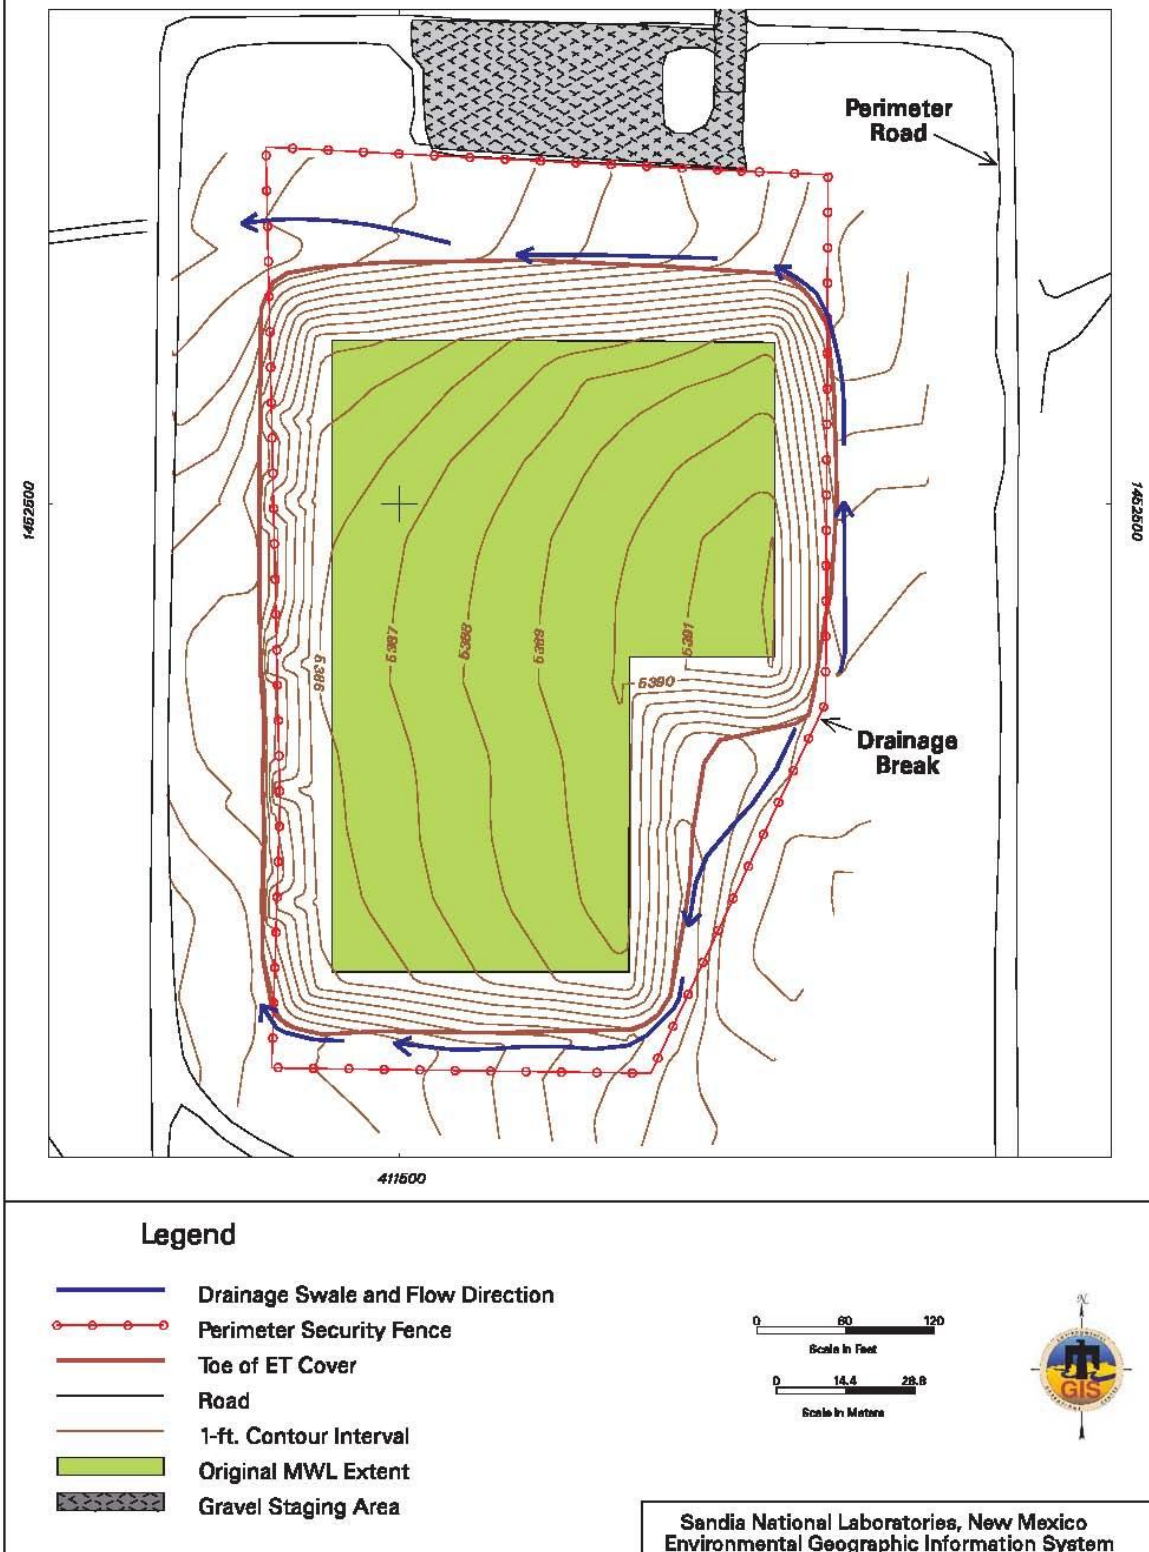 Perimeter
Road
1452500
1452500
5386
5387
5388
5389
5391
5390
Drainage
Break
411500
Legend
Drainage Swale and Flow Direction
Perimeter Security Fence
Toe of ET Cover
Road
1-ft. Contour Interval
Original MWL Extent
Gravel Staging Area
0 60 120
Scale in Feet
0 14.4 28.8
Scale in Meters
N
GIS
Sandia National Laboratories, New Mexico
Environmental Geographic Information System